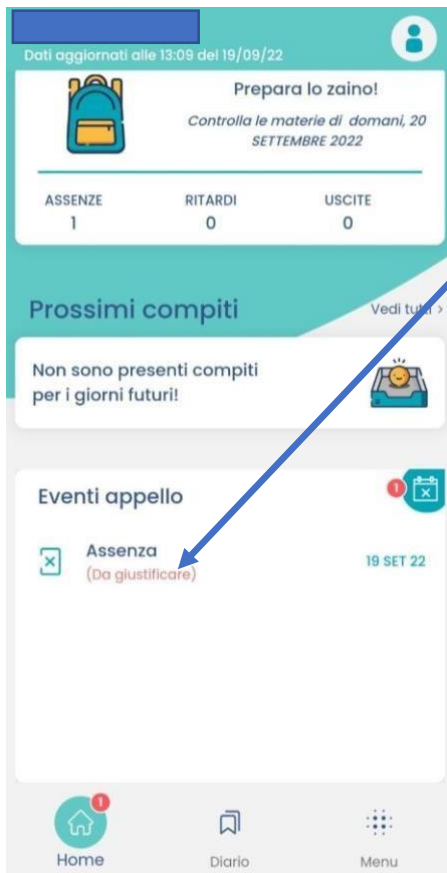 Dati aggiornati alle 13:09 del 19/09/22
Prepara lo zaino!
Controlla le materie di domani, 20
SETTEMBRE 2022
ASSENZE RITARDI USCITE
1 0 0
Prossimi compiti Vedi tutti >
Non sono presenti compiti
per i giorni futuri!
Eventi appello 1
Assenza
(Da giustificare) 19 SET 22
1
Home Diario Menu